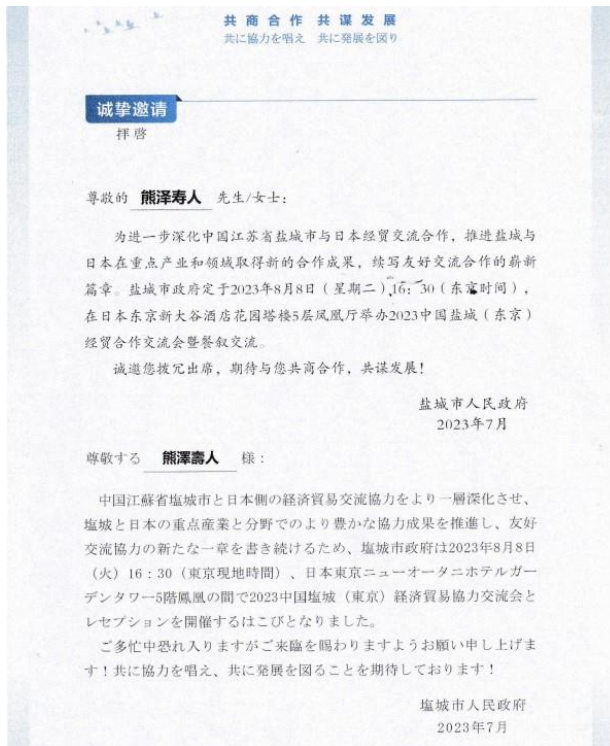 共商合作 共谋发展
共に協力を唱え 共に発展を図り
诚挚邀请
拝啓
尊敬的 熊泽寿人 先生/女士：
为进一步深化中国江苏省盐城市与日本经贸交流合作，推进盐城与
日本在重点产业和领域取得新的合作成果，续写友好交流合作的崭新
篇章。盐城市政府定于2023年8月8日（星期二）16：30（东京时间），
在日本东京新大谷酒店花园塔楼5层凤凰厅举办2023中国盐城（东京）
经贸合作交流会暨餐叙交流。
诚邀您拨冗出席，期待与您共商合作，共谋发展！
盐城市人民政府
2023年7月
尊敬する 熊澤壽人 様：
中国江蘇省塩城市と日本側の経済貿易交流協力をより一層深化させ、
塩城と日本の重点産業と分野でのより豊かな協力成果を推進し、友好
交流協力の新たな一章を書き続けるため、塩城市政府は2023年8月8日
（火）16：30（東京現地時間）、日本東京ニューオータニホテルガー
デンタワー5階鳳凰の間で2023中国塩城（東京）経済貿易協力交流会と
レセプションを開催するはこびとなりました。
ご多忙中恐れ入りますがご来臨を賜わりますようお願い申し上げま
す！共に協力を唱え、共に発展を図ることを期待しております！
塩城市人民政府
2023年7月